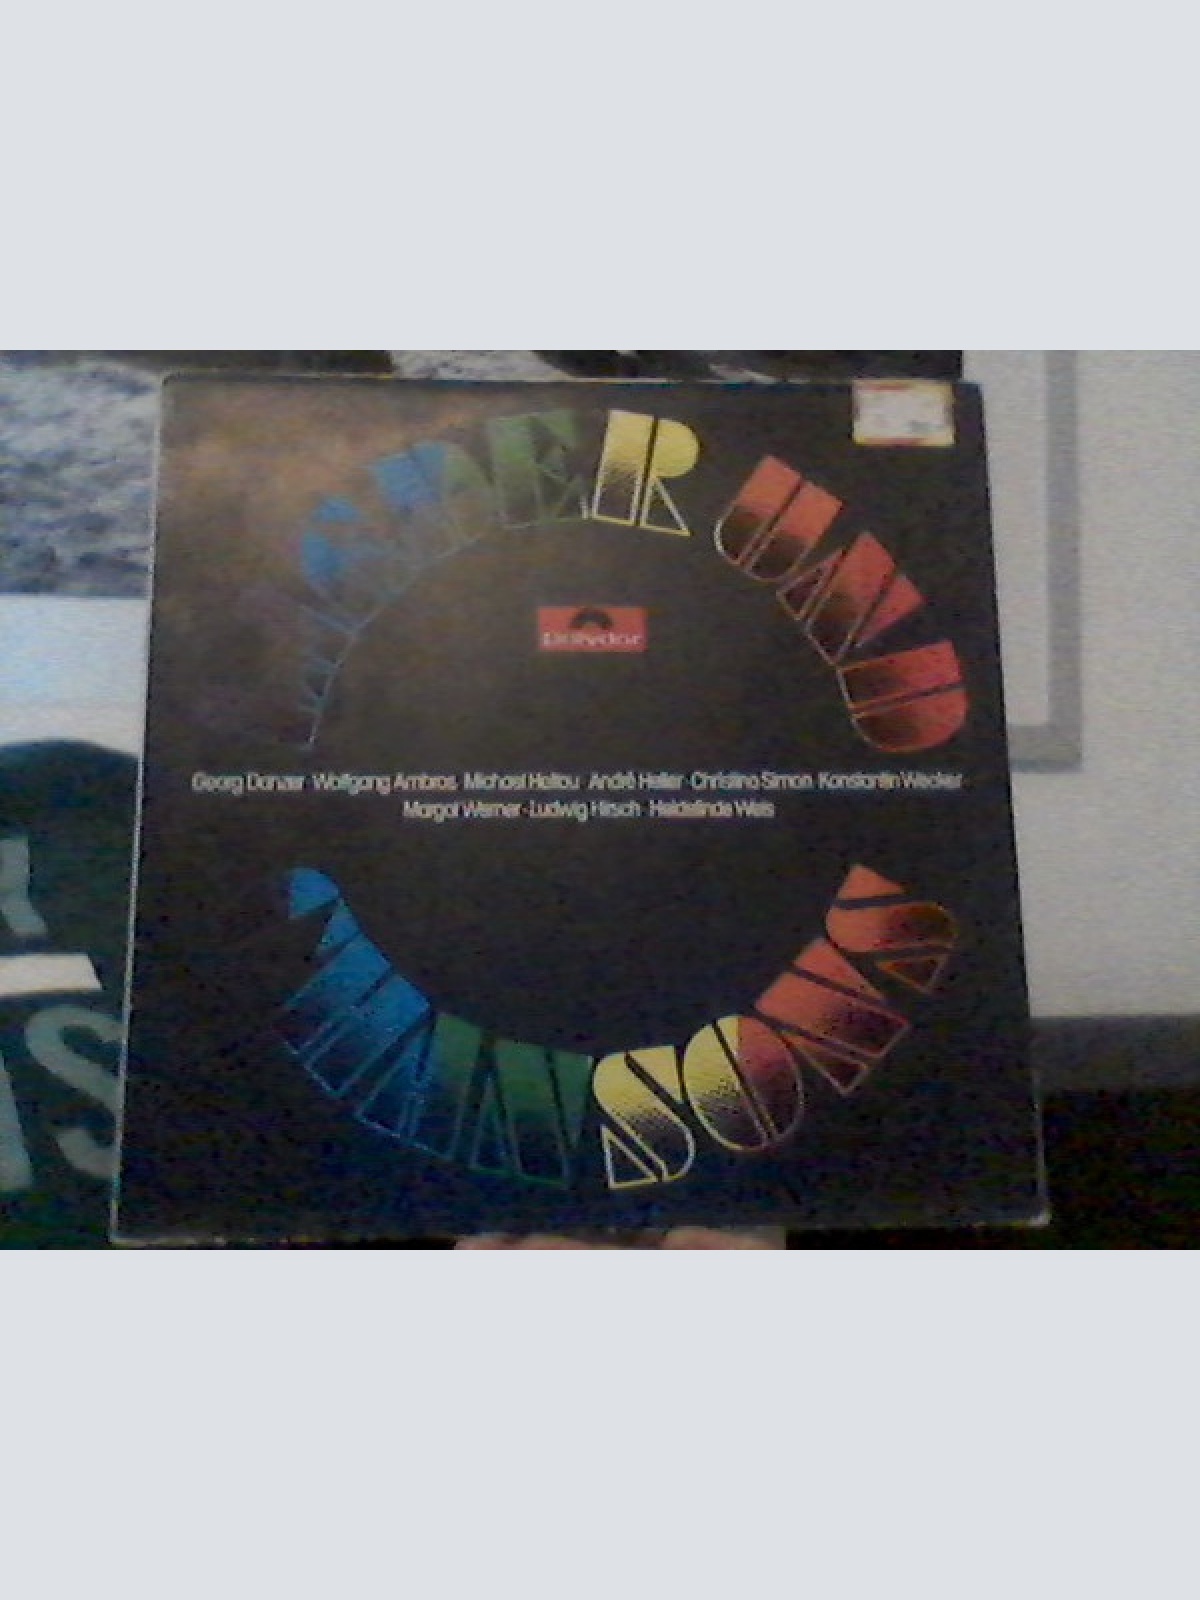 LIEDER UND
polydor
Georg Danzer · Wolfgang Ambros · Michael Heltau · André Heller · Christina Simon · Konstantin Wecker
Margot Werner · Ludwig Hirsch · Heidelinde Weis
CHANSONS
IS